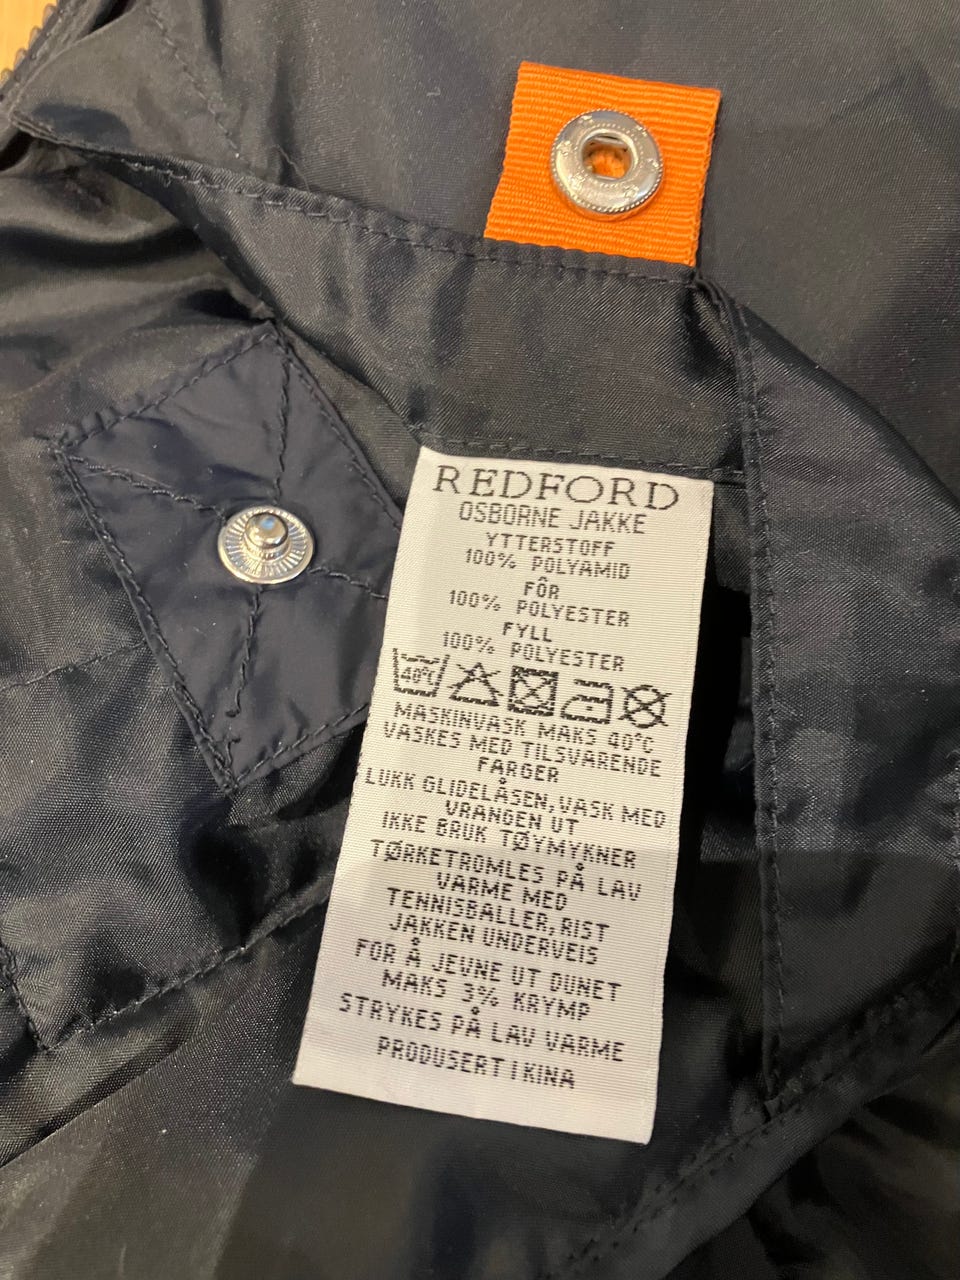 REDFORD
OSBORNE JAKKE
YTTERSTOFF
100% POLYAMID
FÔR
100% POLYESTER
FYLL
100% POLYESTER
40°C
MASKINVASK MAKS 40°C
VASKES MED TILSVARENDE
FARGER
LUKK GLIDELÅSEN,VASK MED
VRANGEN UT
IKKE BRUK TØYMYKNER
TØRKETROMLES PÅ LAV
VARME MED
TENNISBALLER,RIST
JAKKEN UNDERVEIS
FOR Å JEVNE UT DUNET
MAKS 3% KRYMP
STRYKES PÅ LAV VARME
PRODUSERT I KINA